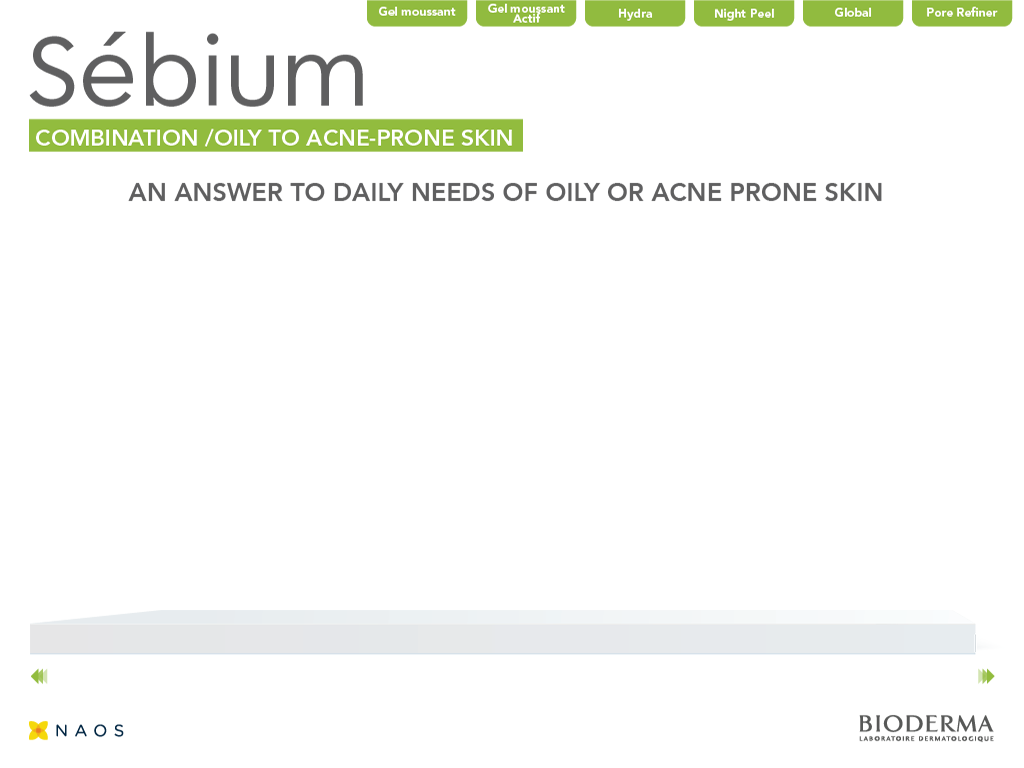 Gel moussant
Gel moussant
Actif
Hydra
Night Peel
Global
Pore Refiner
Sébium
COMBINATION /OILY TO ACNE-PRONE SKIN
AN ANSWER TO DAILY NEEDS OF OILY OR ACNE PRONE SKIN
NAOS
BIODERMA
LABORATOIRE DERMATOLOGIQUE